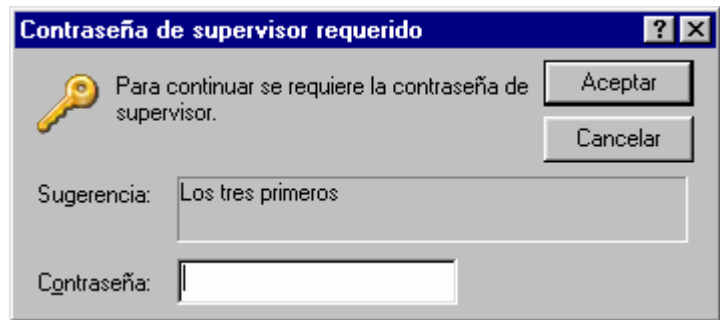 Contraseña de supervisor requerido
? X
Para continuar se requiere la contraseña de
supervisor.
Aceptar
Cancelar
Sugerencia: Los tres primeros
Contraseña: